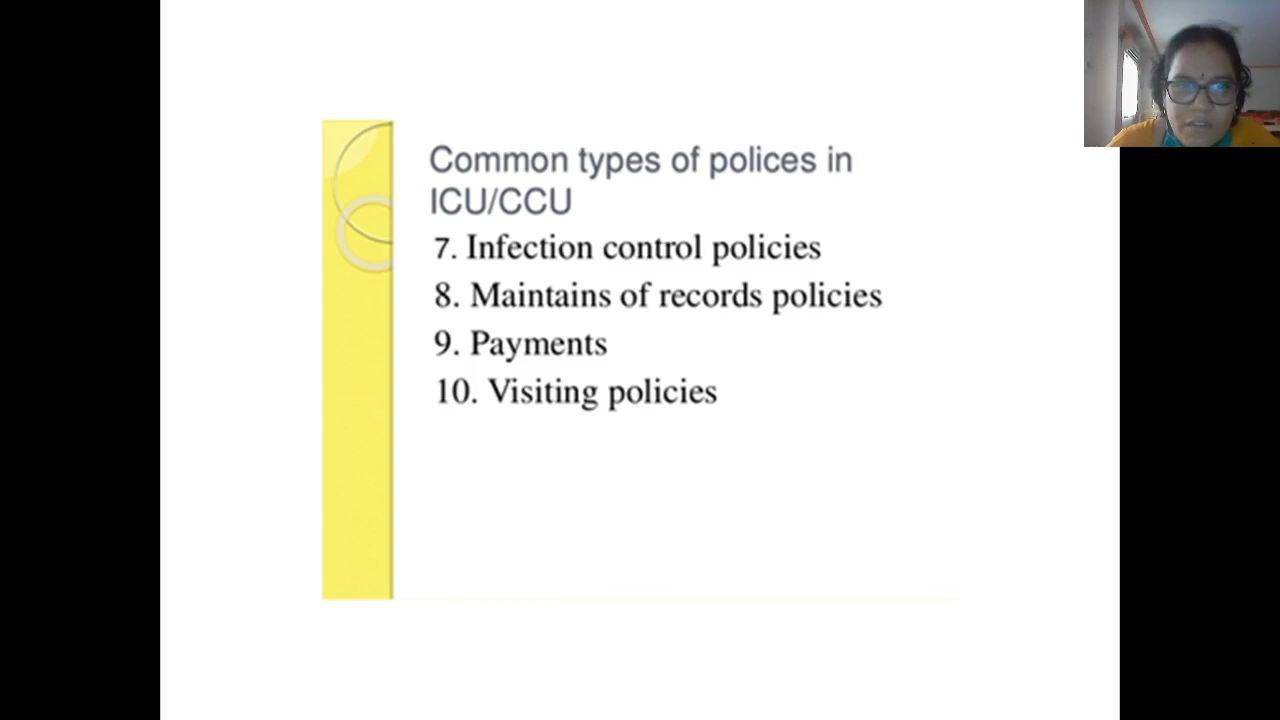 Common types of polices in
ICU/CCU
7. Infection control policies
8. Maintains of records policies
9. Payments
10. Visiting policies